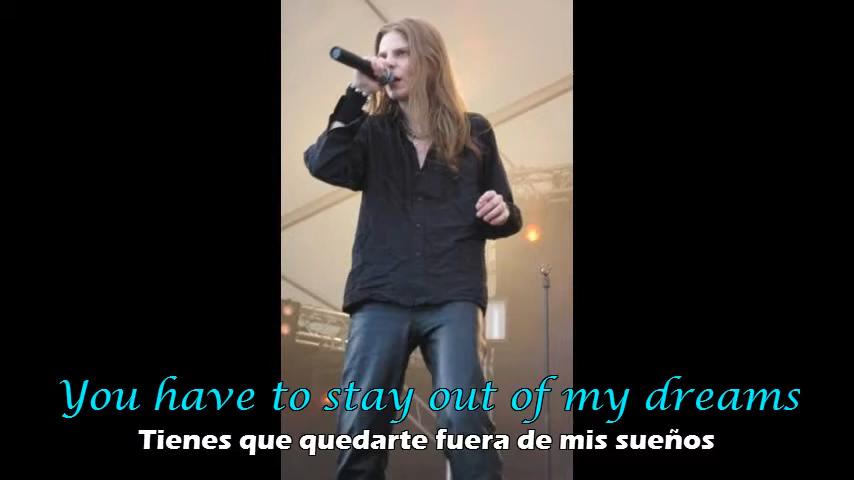 You have to stay out of my dreams
Tienes que quedarte fuera de mis sueños